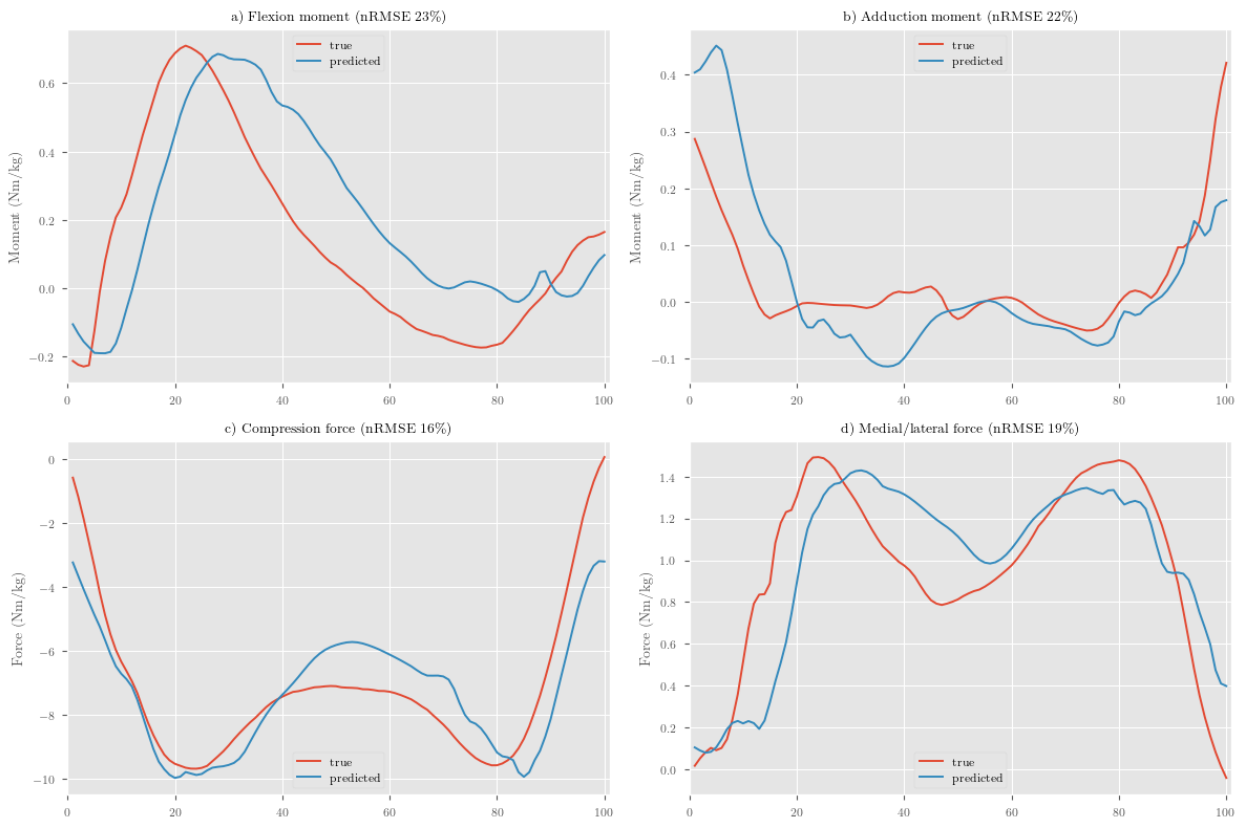 a) Flexion moment (nRMSE 23%)
true
predicted
Moment (Nm/kg)
0.6
0.4
0.2
0.0
−0.2
0 20 40 60 80 100
b) Adduction moment (nRMSE 22%)
true
predicted
Moment (Nm/kg)
0.4
0.3
0.2
0.1
0.0
−0.1
0 20 40 60 80 100
c) Compression force (nRMSE 16%)
Force (Nm/kg)
0
−2
−4
−6
−8
−10
true
predicted
0 20 40 60 80 100
d) Medial/lateral force (nRMSE 19%)
Force (Nm/kg)
1.4
1.2
1.0
0.8
0.6
0.4
0.2
0.0
true
predicted
0 20 40 60 80 100